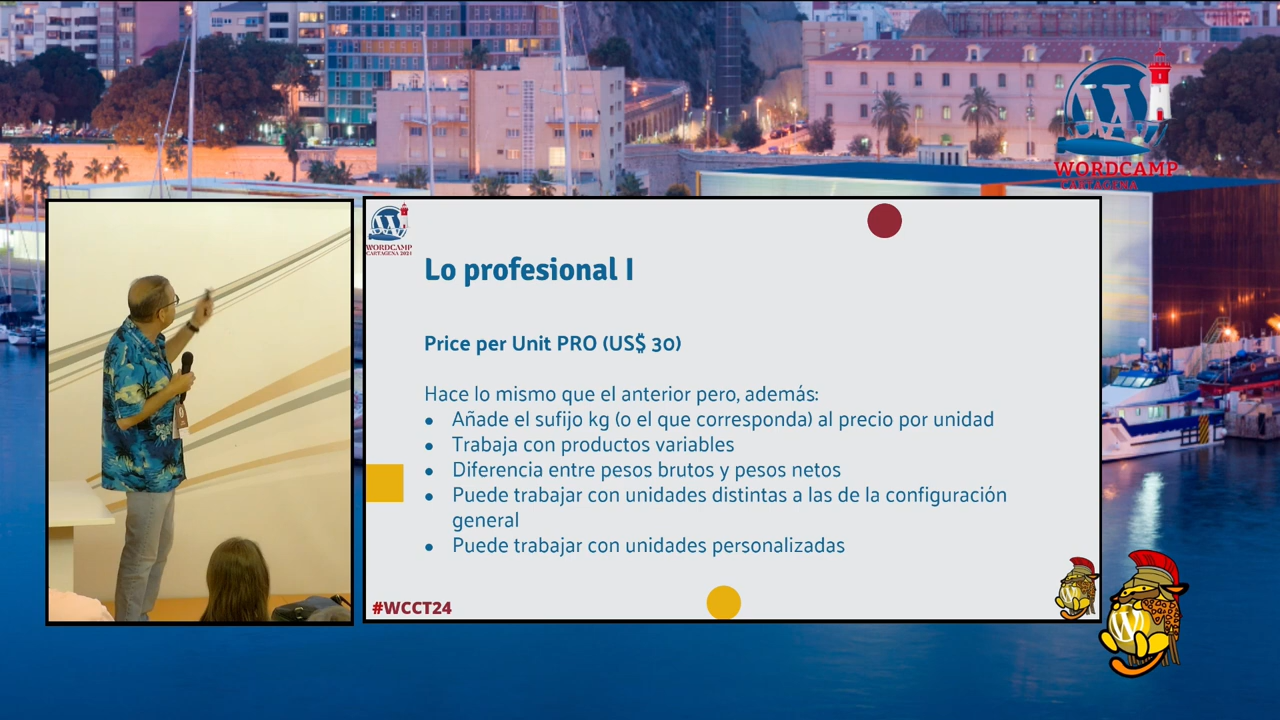 WORDCAMP
CARTAGENA
WORDCAMP
CARTAGENA 2024
Lo profesional I
Price per Unit PRO (US$ 30)
Hace lo mismo que el anterior pero, además:
● Añade el sufijo kg (o el que corresponda) al precio por unidad
● Trabaja con productos variables
● Diferencia entre pesos brutos y pesos netos
● Puede trabajar con unidades distintas a las de la configuración
general
● Puede trabajar con unidades personalizadas
#WCCT24